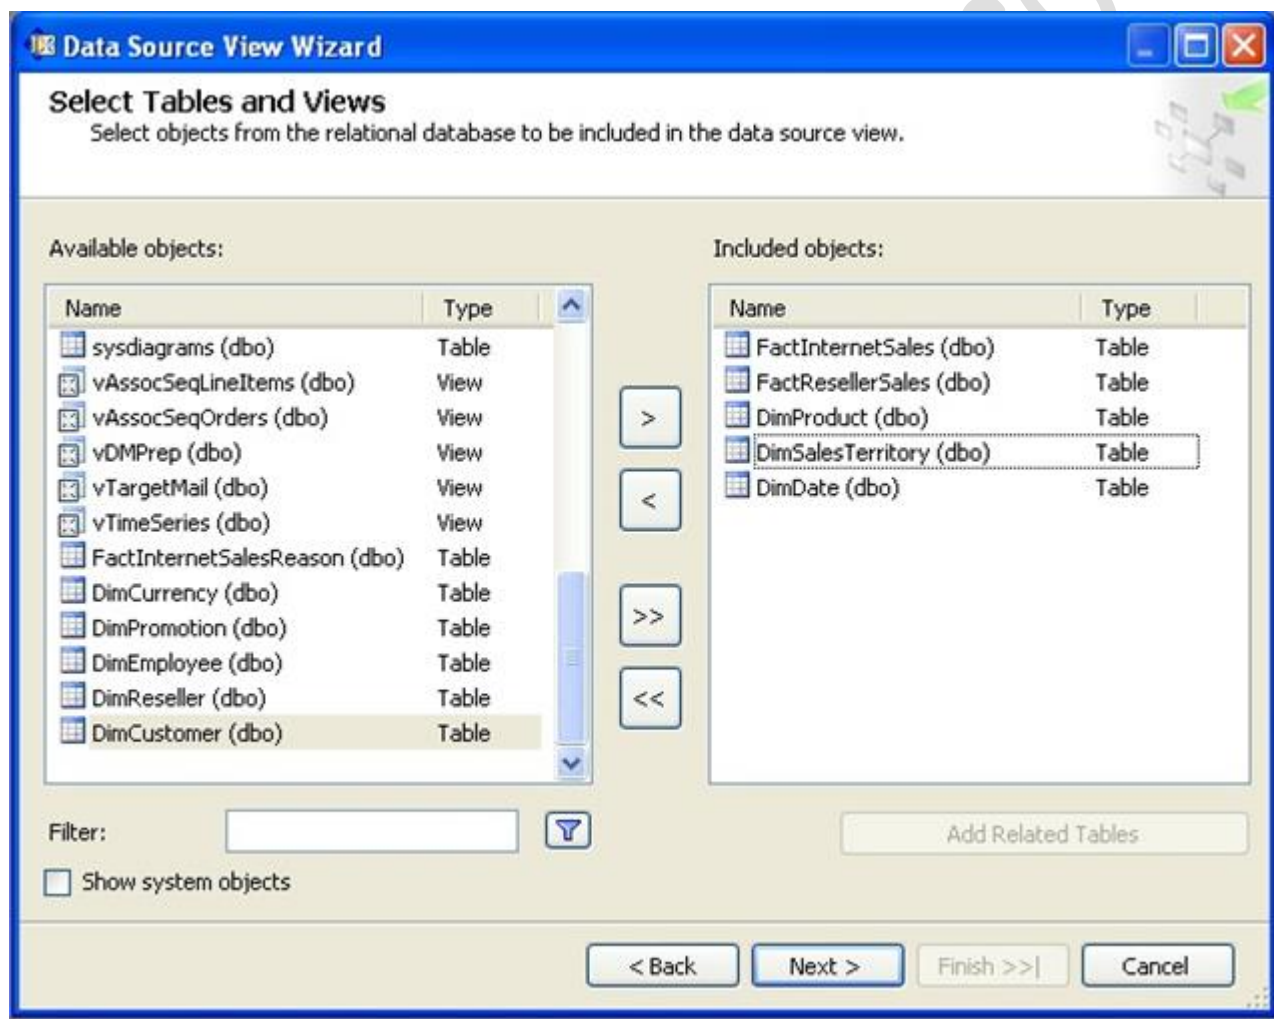 Data Source View Wizard
Select Tables and Views
Select objects from the relational database to be included in the data source view.
Available objects:
Name Type
sysdiagrams (dbo) Table
vAssocSeqLineItems (dbo) View
vAssocSeqOrders (dbo) View
vDMPrep (dbo) View
vTargetMail (dbo) View
vTimeSeries (dbo) View
FactInternetSalesReason (dbo) Table
DimCurrency (dbo) Table
DimPromotion (dbo) Table
DimEmployee (dbo) Table
DimReseller (dbo) Table
DimCustomer (dbo) Table
>
<
>>
<<
Included objects:
Name Type
FactInternetSales (dbo) Table
FactResellerSales (dbo) Table
DimProduct (dbo) Table
DimSalesTerritory (dbo) Table
DimDate (dbo) Table
Filter:
Add Related Tables
Show system objects
< Back Next > Finish >>| Cancel